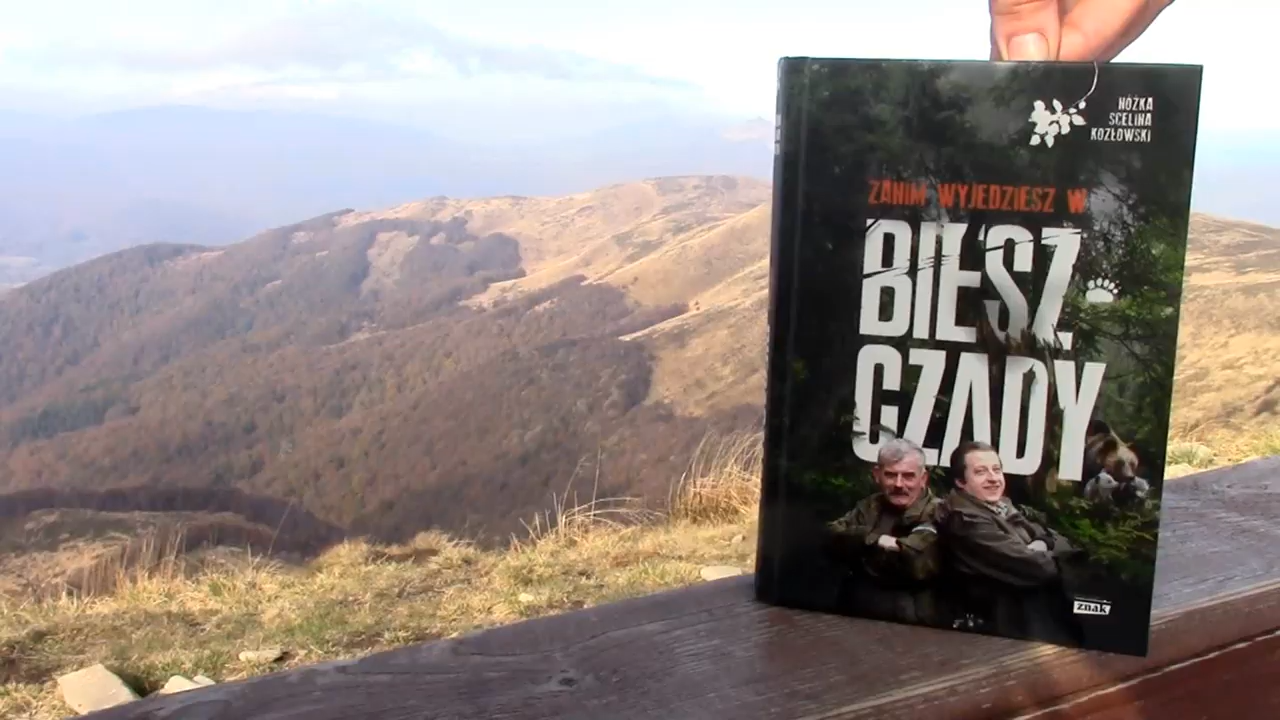 NÓŻKA
SCELINA
KOZŁOWSKI
ZANIM WYJEDZIESZ W
BIESZ
CZADY
znak